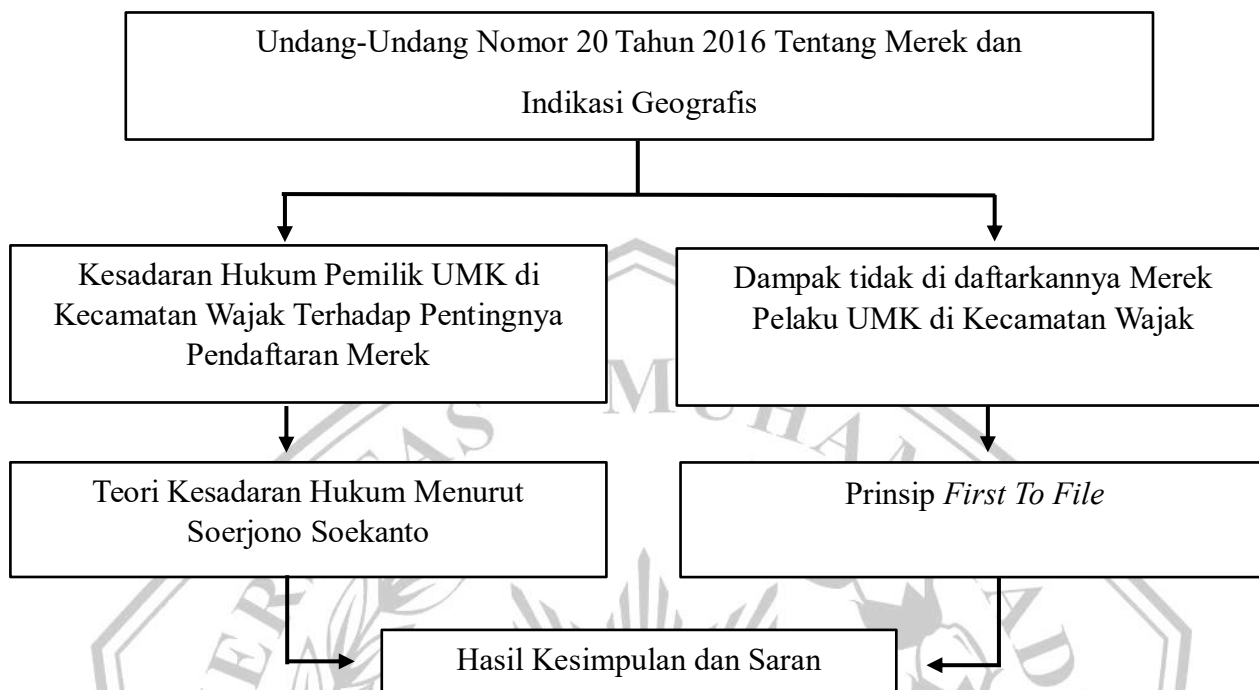 Undang-Undang Nomor 20 Tahun 2016 Tentang Merek dan
Indikasi Geografis
Kesadaran Hukum Pemilik UMK di
Kecamatan Wajak Terhadap Pentingnya
Pendaftaran Merek
Dampak tidak di daftarkannya Merek
Pelaku UMK di Kecamatan Wajak
Teori Kesadaran Hukum Menurut
Soerjono Soekanto
Prinsip First To File
Hasil Kesimpulan dan Saran